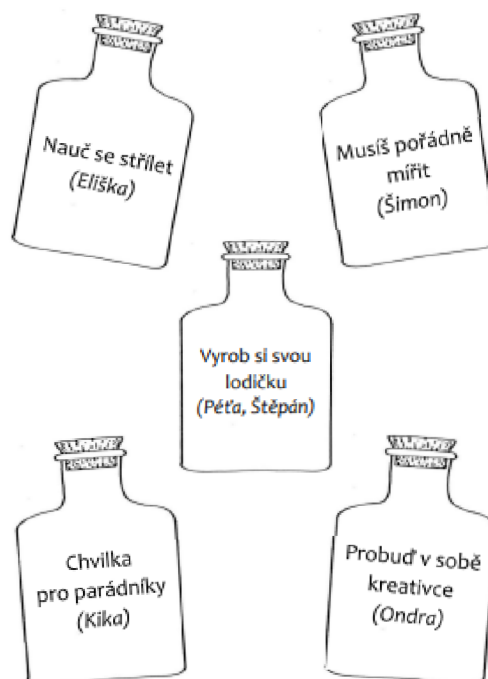 Nauč se střílet
(Eliška)
Musíš pořádně
mířit
(Šimon)
Vyrob si svou
lodičku
(Péťa, Štěpán)
Chvilka
pro parádníky
(Kika)
Probuď v sobě
kreativce
(Ondra)